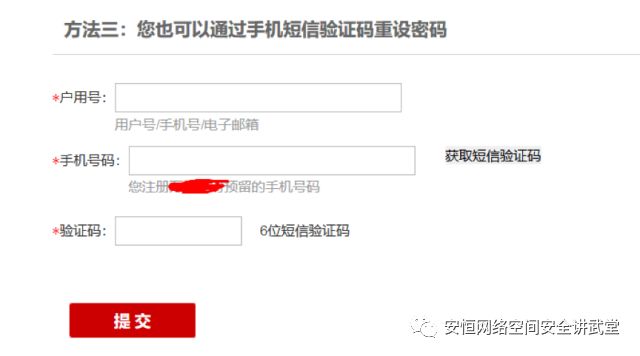 方法三：您也可以通过手机短信验证码重设密码
*户用号：
用户号/手机号/电子邮箱
*手机号码： 获取短信验证码
您注册 预留的手机号码
*验证码： 6位短信验证码
提 交
安恒网络空间安全讲武堂